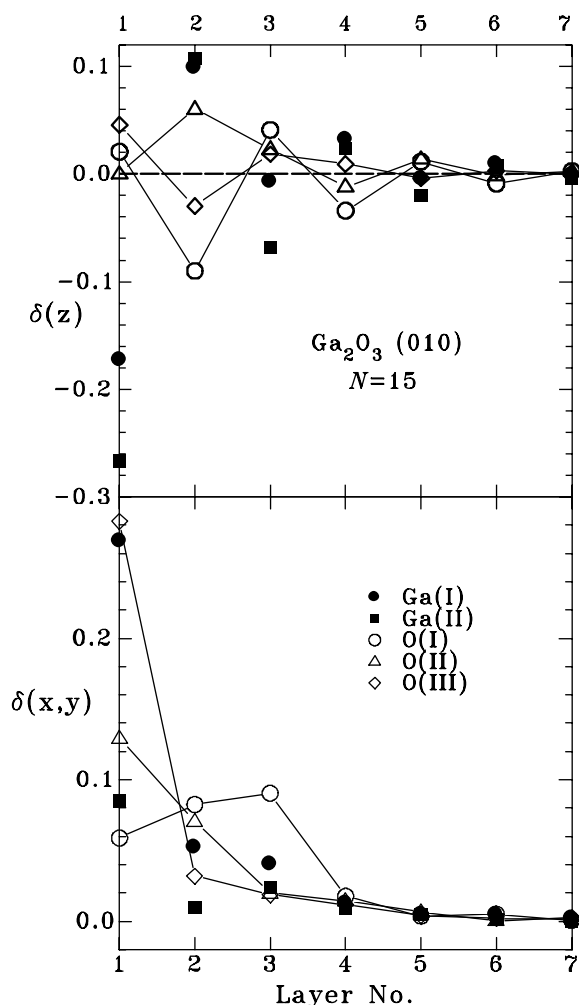 1 2 3 4 5 6 7
0.1
0.0
−0.1
δ(z)
Ga₂O₃ (010)
N=15
−0.2
−0.3
Ga(I)
Ga(II)
O(I)
O(II)
O(III)
0.2
δ(x,y)
0.1
0.0
1 2 3 4 5 6 7
Layer No.